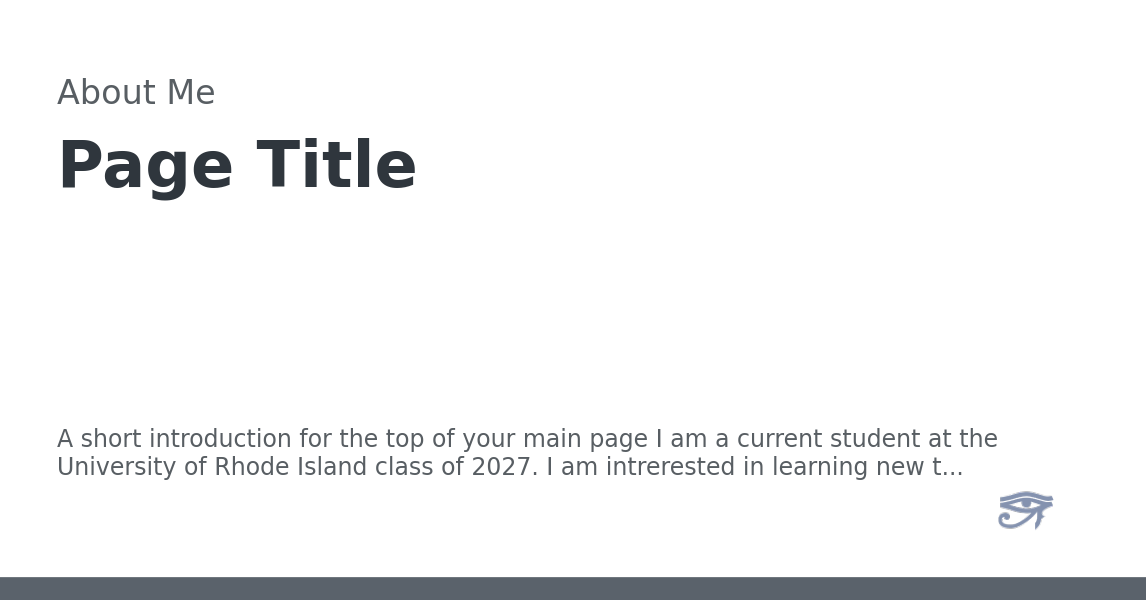 About Me
Page Title
A short introduction for the top of your main page I am a current student at the
University of Rhode Island class of 2027. I am intrerested in learning new t...